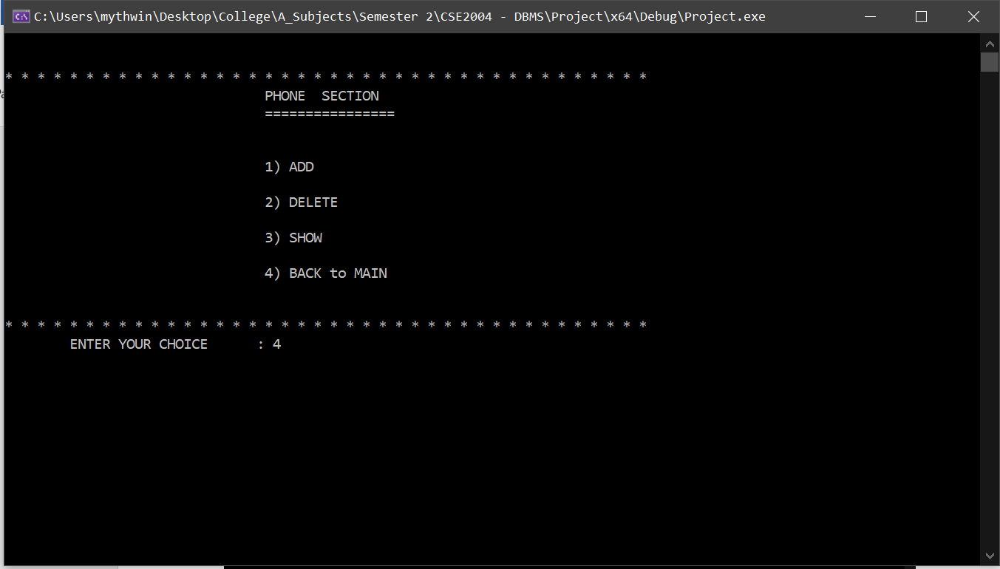 C:\Users\mythwin\Desktop\College\A_Subjects\Semester 2\CSE2004 - DBMS\Project\x64\Debug\Project.exe
* * * * * * * * * * * * * * * * * * * * * * * * * * * * * * * * * * * * * * * *
PHONE  SECTION
================
1) ADD
2) DELETE
3) SHOW
4) BACK to MAIN
* * * * * * * * * * * * * * * * * * * * * * * * * * * * * * * * * * * * * * * *
ENTER YOUR CHOICE      : 4